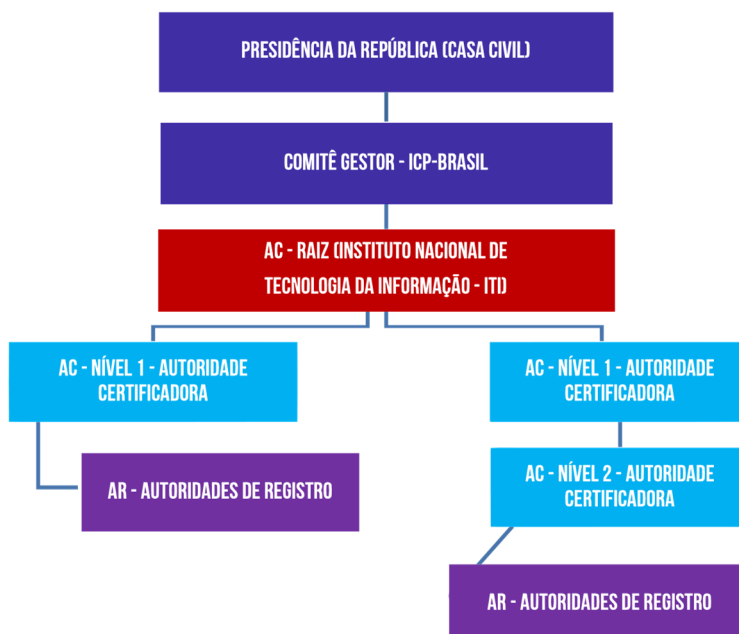 PRESIDÊNCIA DA REPÚBLICA (CASA CIVIL)
COMITÊ GESTOR - ICP-BRASIL
AC - RAIZ (INSTITUTO NACIONAL DE
TECNOLOGIA DA INFORMAÇÃO - ITI)
AC - NÍVEL 1 - AUTORIDADE
CERTIFICADORA
AC - NÍVEL 1 - AUTORIDADE
CERTIFICADORA
AR - AUTORIDADES DE REGISTRO
AC - NÍVEL 2 - AUTORIDADE
CERTIFICADORA
AR - AUTORIDADES DE REGISTRO